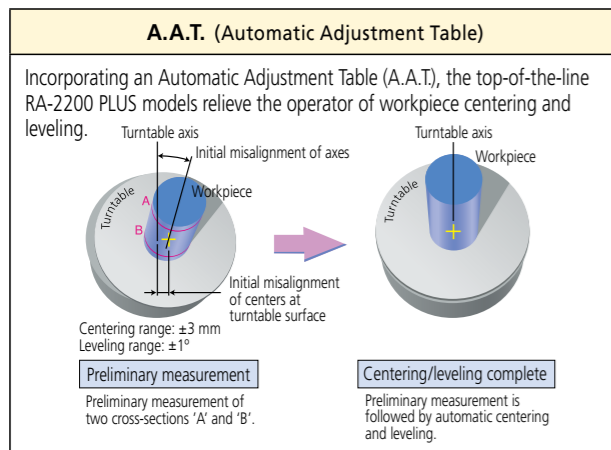 A.A.T. (Automatic Adjustment Table)
Incorporating an Automatic Adjustment Table (A.A.T.), the top-of-the-line
RA-2200 PLUS models relieve the operator of workpiece centering and
leveling.
Turntable axis
Initial misalignment of axes
Workpiece
Turntable
A
B
Initial misalignment
of centers at
turntable surface
Centering range: ±3 mm
Leveling range: ±1º
Preliminary measurement
Preliminary measurement of
two cross-sections ‘A’ and ‘B’.
Turntable axis
Workpiece
Turntable
Centering/leveling complete
Preliminary measurement is
followed by automatic centering
and leveling.